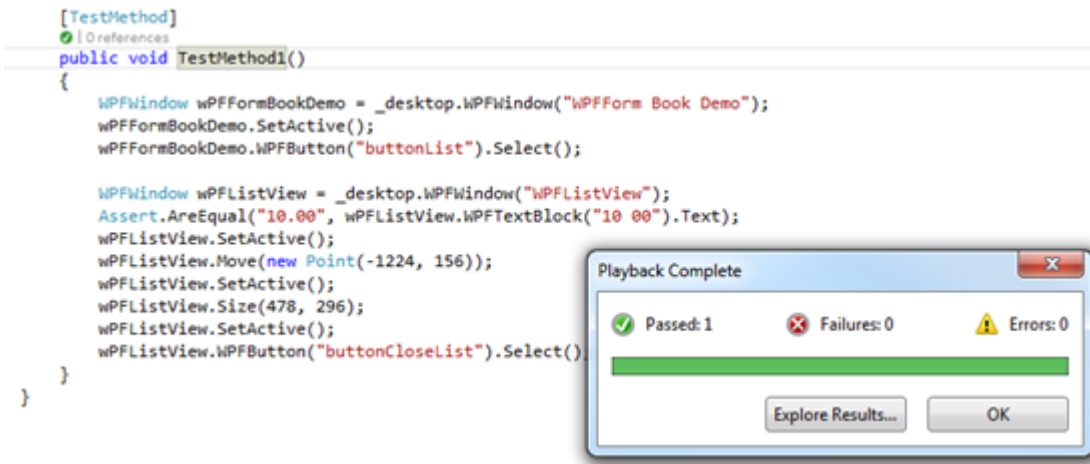 [TestMethod]
| 0 references
public void TestMethod1()
{
WPFWindow wPFFormBookDemo = _desktop.WPFWindow("WPFForm Book Demo");
wPFFormBookDemo.SetActive();
wPFFormBookDemo.WPFButton("buttonList").Select();
WPFWindow wPFListView = _desktop.WPFWindow("WPFListView");
Assert.AreEqual("10.00", wPFListView.WPFTextBlock("10 00").Text);
wPFListView.SetActive();
wPFListView.Move(new Point(-1224, 156));
wPFListView.SetActive();
wPFListView.Size(478, 296);
wPFListView.SetActive();
wPFListView.WPFButton("buttonCloseList").Select();
}
}
Playback Complete
Passed: 1 Failures: 0 Errors: 0
Explore Results... OK